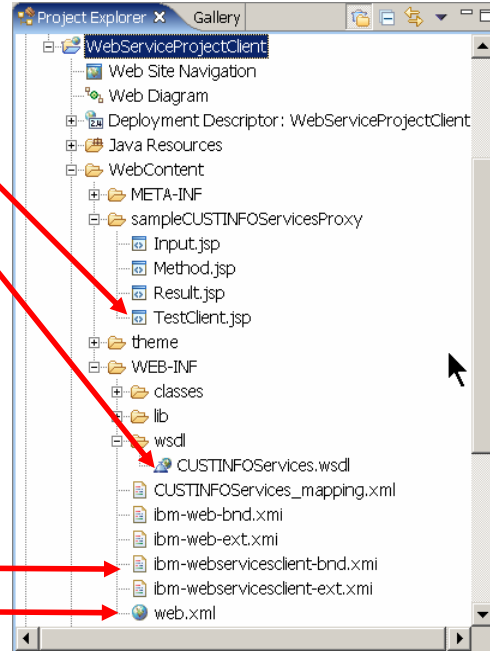 Project Explorer Gallery
WebServiceProjectClient
Web Site Navigation
Web Diagram
Deployment Descriptor: WebServiceProjectClient
Java Resources
WebContent
META-INF
sampleCUSTINFOServicesProxy
Input.jsp
Method.jsp
Result.jsp
TestClient.jsp
theme
WEB-INF
classes
lib
wsdl
CUSTINFOServices.wsdl
CUSTINFOServices_mapping.xml
ibm-web-bnd.xmi
ibm-web-ext.xmi
ibm-webservicesclient-bnd.xmi
ibm-webservicesclient-ext.xmi
web.xml